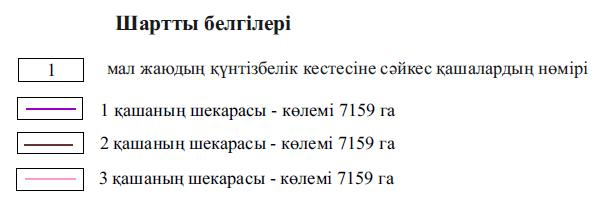 Шартты белгілері
1 мал жаюдың күнтізбелік кестесіне сәйкес қашалардың нөмірі
1 қашаның шекарасы - көлемі 7159 га
2 қашаның шекарасы - көлемі 7159 га
3 қашаның шекарасы - көлемі 7159 га